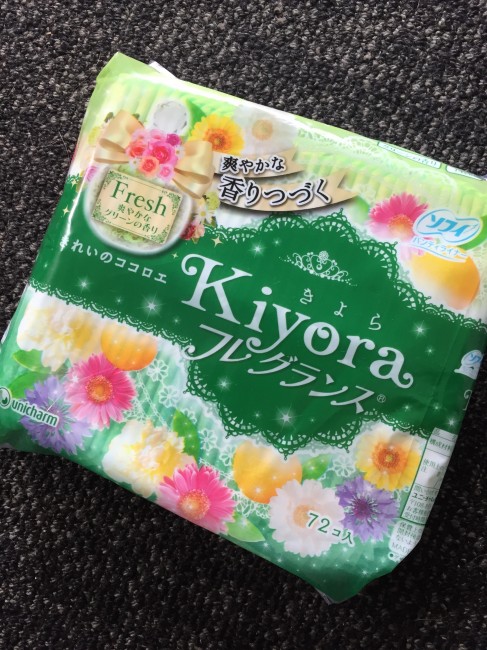 爽やかな
香りつづく
Fresh
爽やかな
グリーンの香り
ソフィ
きれいのココロエ
きよら
Kiyora
フレグランス®
unicharm
72コ入